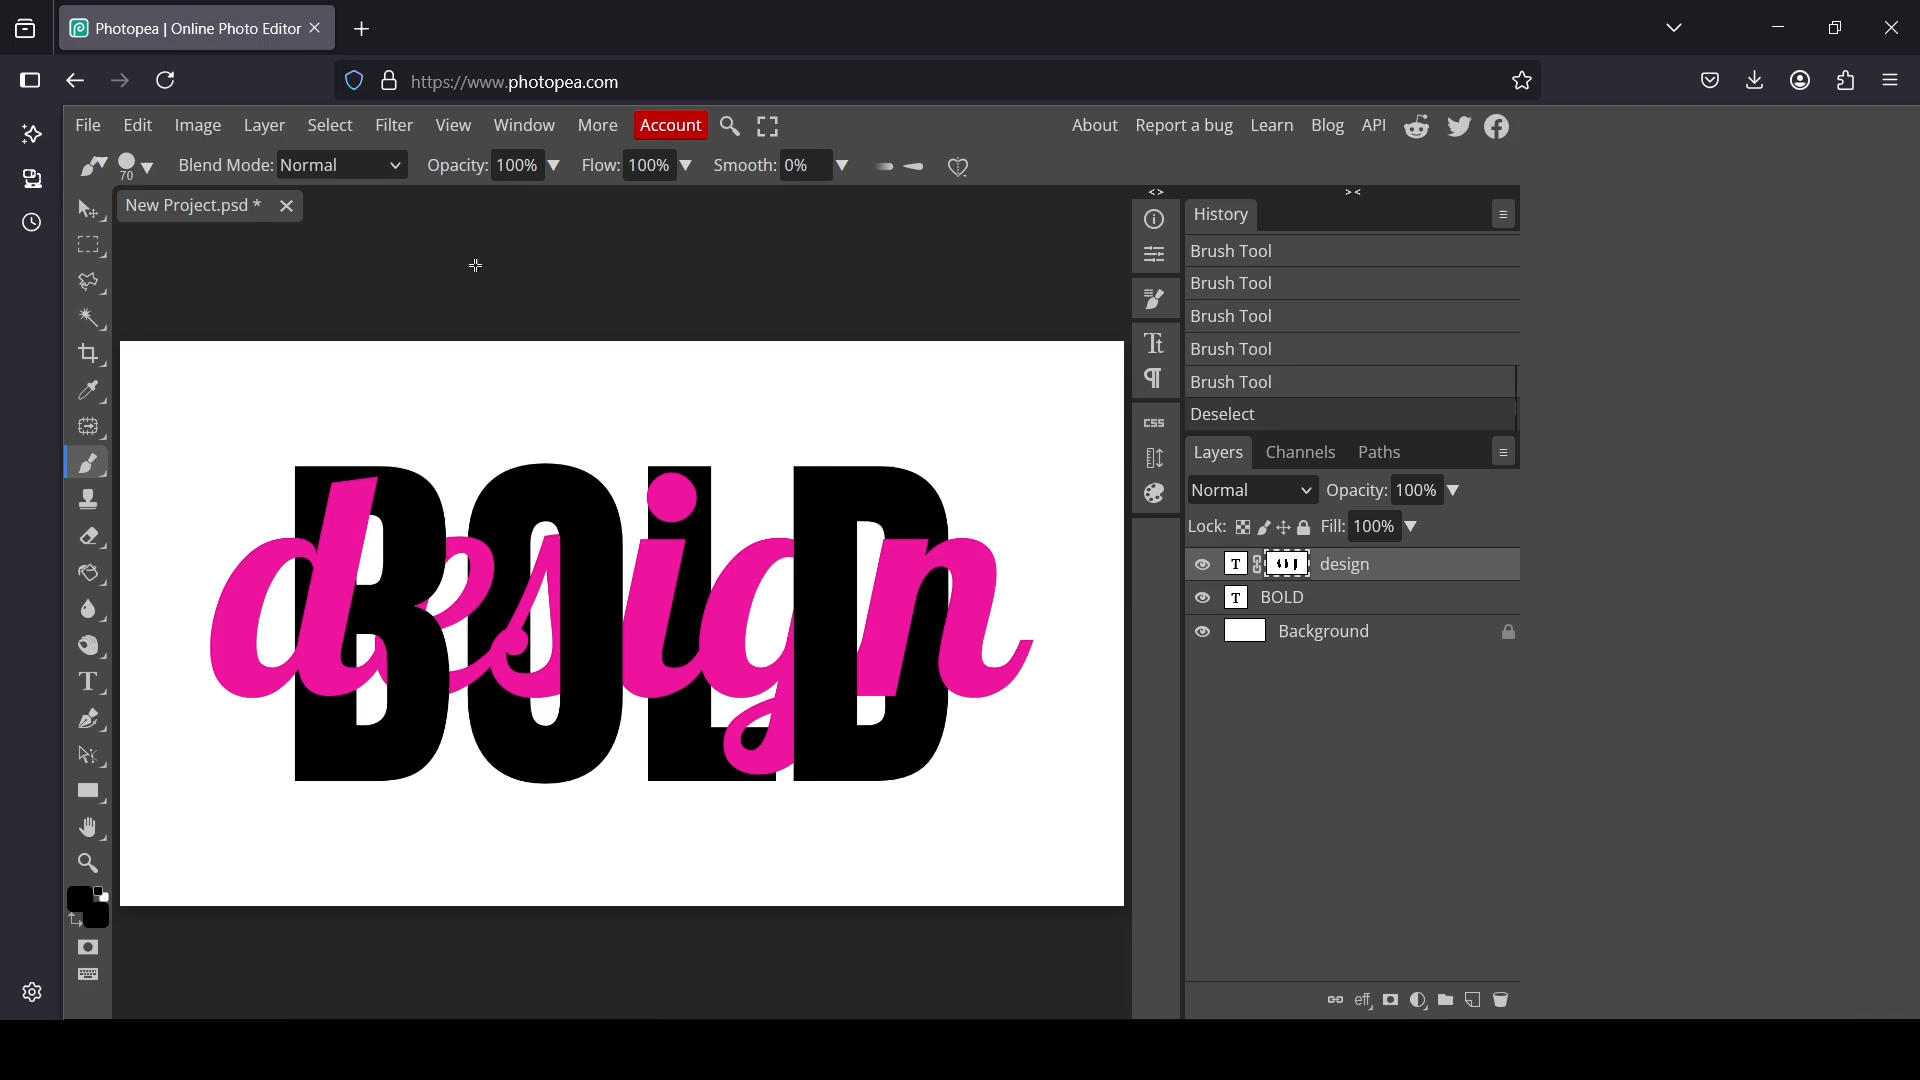 Photopea | Online Photo Editor
https://www.photopea.com
File Edit Image Layer Select Filter View Window More Account About Report a bug Learn Blog API
70 Blend Mode: Normal Opacity: 100% Flow: 100% Smooth: 0%
New Project.psd *
History
Brush Tool
Brush Tool
Brush Tool
Brush Tool
Brush Tool
Deselect
Layers Channels Paths
Normal Opacity: 100%
Lock: Fill: 100%
T design
T BOLD
Background
CSS
BOLD
design
eff